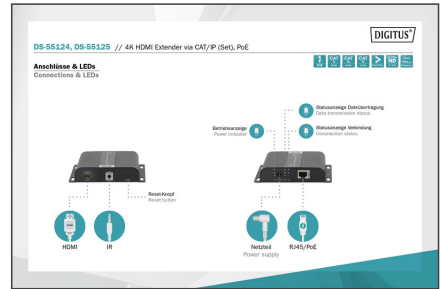 DIGITUS®
DS-55124, DS-55125 // 4K HDMI Extender via CAT/IP (Set), PoE
Anschlüsse & LEDs
Connections & LEDs
Statusanzeige Dateübertragung
Data transmission status
Betriebsanzeige
Power indicator
Statusanzeige Verbindung
Connection status
Reset-Knopf
Reset button
HDMI
IR
Netzteil
Power supply
RJ45/PoE